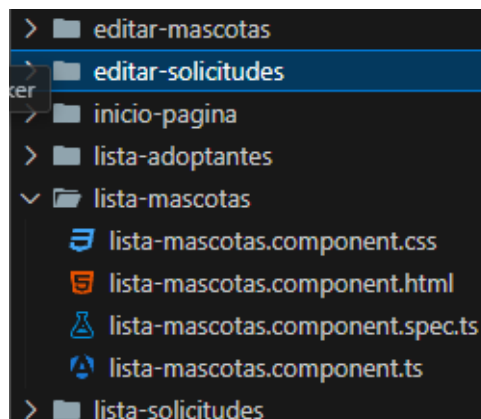 editar-mascotas
editar-solicitudes
inicio-pagina
lista-adoptantes
lista-mascotas
lista-mascotas.component.css
lista-mascotas.component.html
lista-mascotas.component.spec.ts
lista-mascotas.component.ts
lista-solicitudes